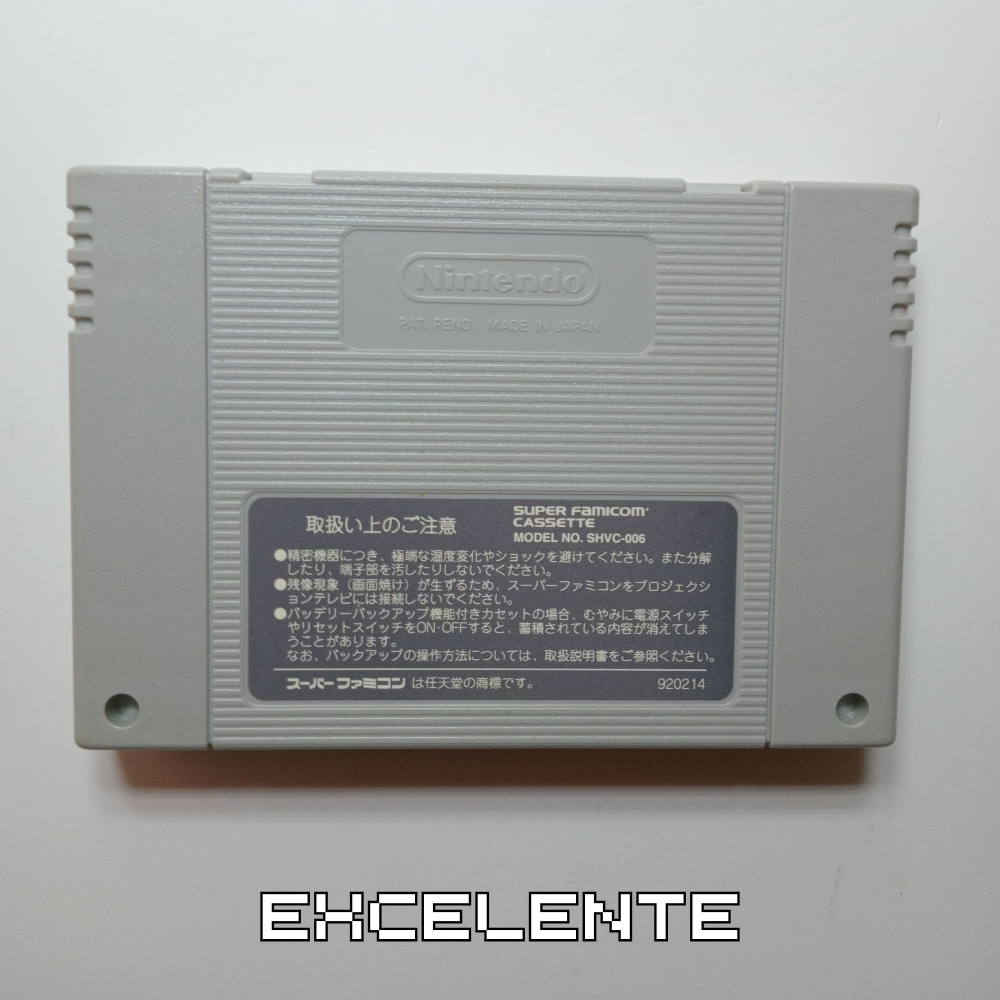 Nintendo®
PAT. PEND. MADE IN JAPAN
取扱い上のご注意
SUPER FAMICOM®
CASSETTE
MODEL NO. SHVC-006
●精密機器につき、極端な温度変化やショックを避けてください。また分解
したり、端子部を汚したりしないでください。
●残像現象（画面焼け）が生ずるため、スーパーファミコンをプロジェクシ
ョンテレビには接続しないでください。
●バッテリーバックアップ機能付きカセットの場合、むやみに電源スイッチ
やリセットスイッチをON・OFFすると、蓄積されている内容が消えてしま
うことがあります。
なお、バックアップの操作方法については、取扱説明書をご参照ください。
スーパーファミコン は任天堂の商標です。
920214
EXCELENTE